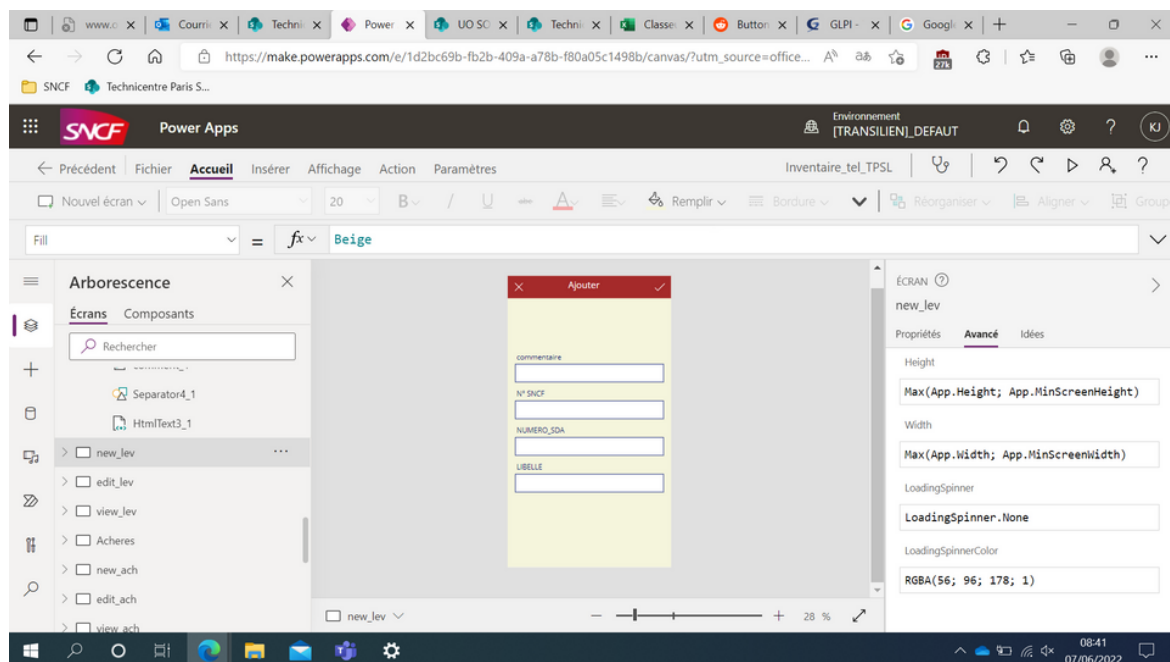 www.o
Courri
Techni
Power
UO SO
Techni
Classe
Button
GLPI -
Googl
https://make.powerapps.com/e/1d2bc69b-fb2b-409a-a78b-f80a05c1498b/canvas/?utm_source=office...
27k
SNCF
Technicentre Paris S...
SNCF Power Apps
Environnement
[TRANSILIEN]_DEFAUT
KJ
Précédent Fichier Accueil Insérer Affichage Action Paramètres
Inventaire_tel_TPSL
Nouvel écran Open Sans 20 B / U A Remplir Bordure Réorganiser Aligner Group
Fill = fx Beige
Arborescence
Écrans Composants
Rechercher
Separator4_1
HtmlText3_1
new_lev ...
edit_lev
view_lev
Acheres
new_ach
edit_ach
view_ach
Ajouter
commentaire
N° SNCF
NUMERO_SDA
LIBELLE
new_lev
28 %
ÉCRAN
new_lev
Propriétés Avancé Idées
Height
Max(App.Height; App.MinScreenHeight)
Width
Max(App.Width; App.MinScreenWidth)
LoadingSpinner
LoadingSpinner.None
LoadingSpinnerColor
RGBA(56; 96; 178; 1)
08:41
07/06/2022